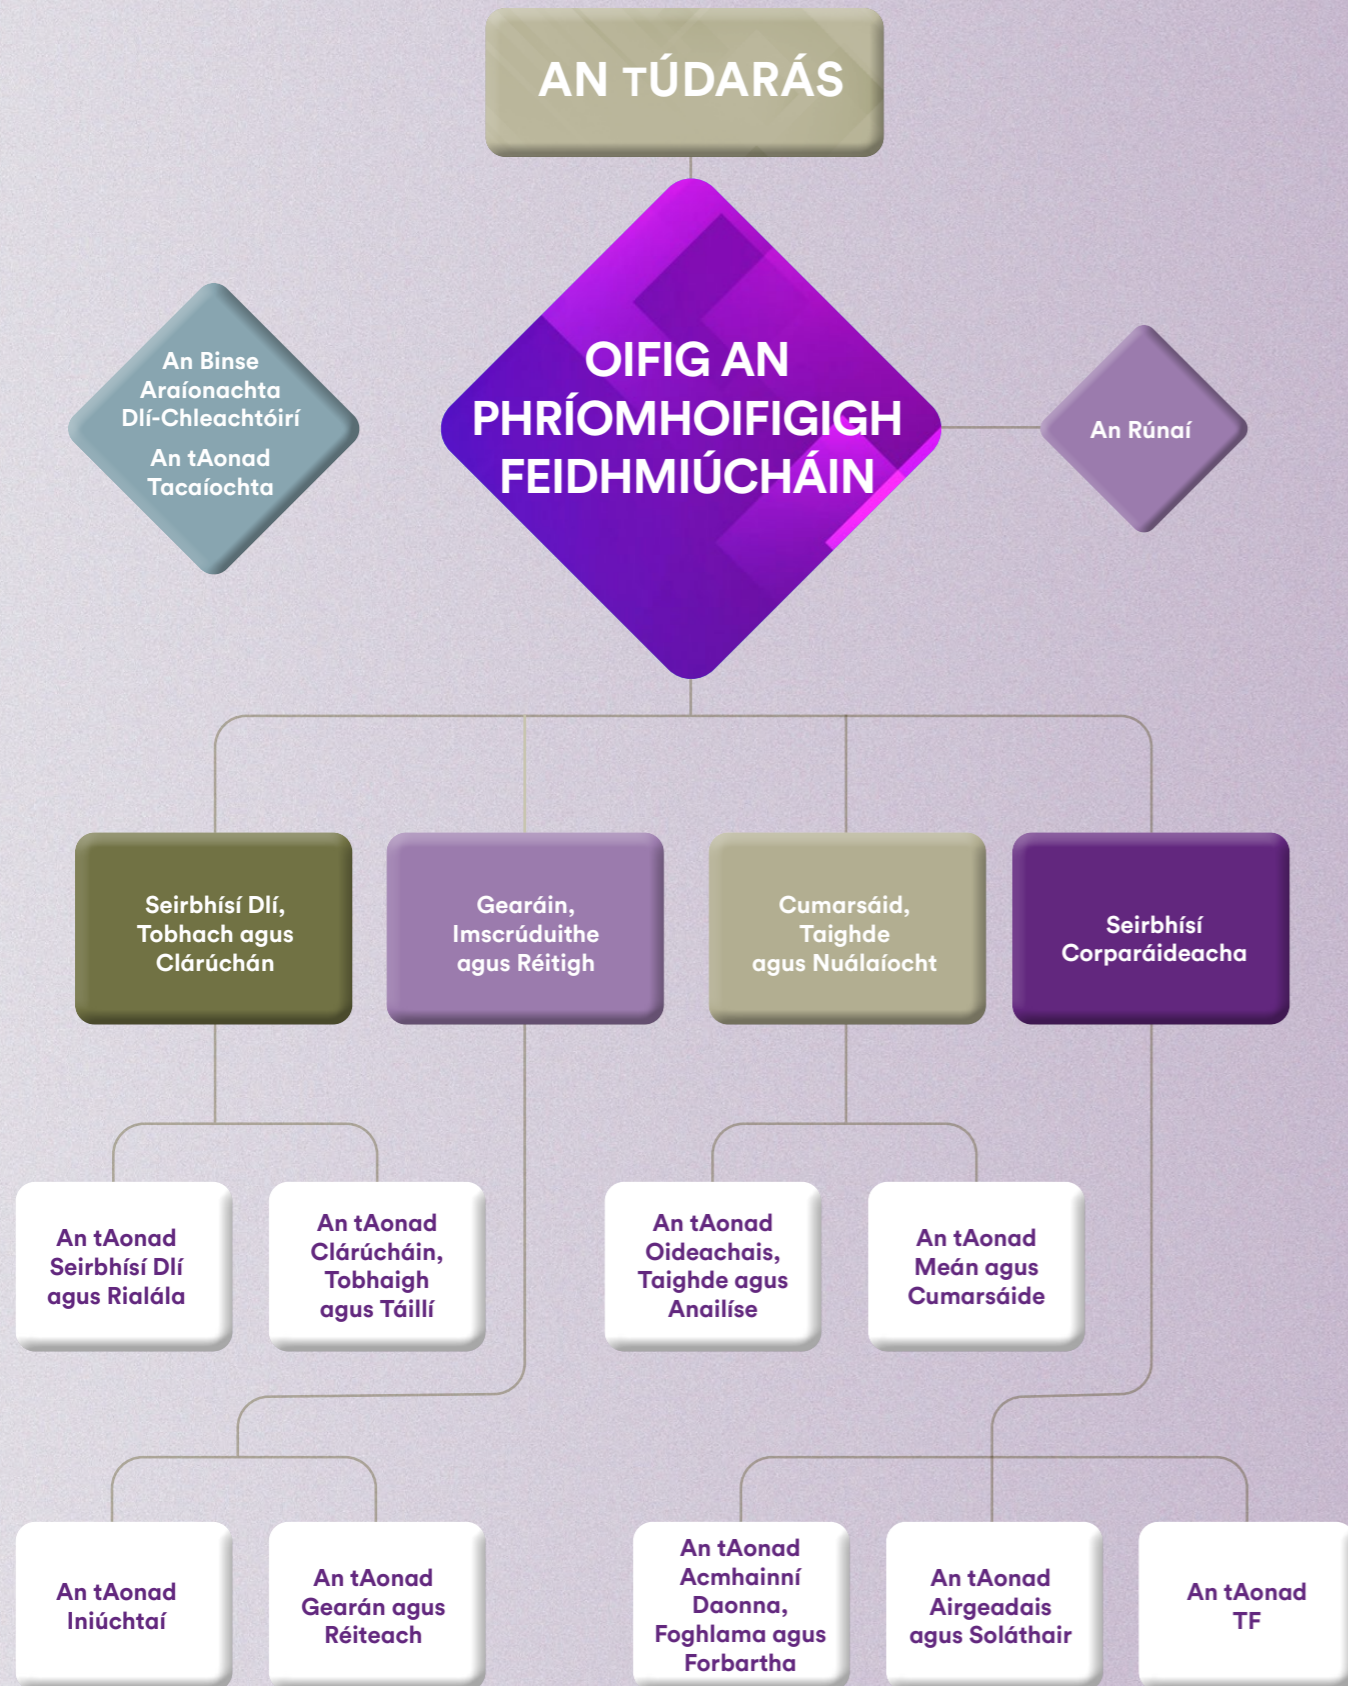 AN TÚDARÁS
An Binse
Araíonachta
Dlí-Chleachtóirí
An tAonad
Tacaíochta
OIFIG AN
PHRÍOMHOIFIGIGH
FEIDHMIÚCHÁIN
An Rúnaí
Seirbhísí Dlí,
Tobhach agus
Clárúchán
Gearáin,
Imscrúduithe
agus Réitigh
Cumarsáid,
Taighde
agus Nuálaíocht
Seirbhísí
Corparáideacha
An tAonad
Seirbhísí Dlí
agus Rialála
An tAonad
Clárúcháin,
Tobhaigh
agus Táillí
An tAonad
Oideachais,
Taighde agus
Anailíse
An tAonad
Meán agus
Cumarsáide
An tAonad
Iniúchtaí
An tAonad
Gearán agus
Réiteach
An tAonad
Acmhainní
Daonna,
Foghlama agus
Forbartha
An tAonad
Airgeadais
agus Soláthair
An tAonad
TF